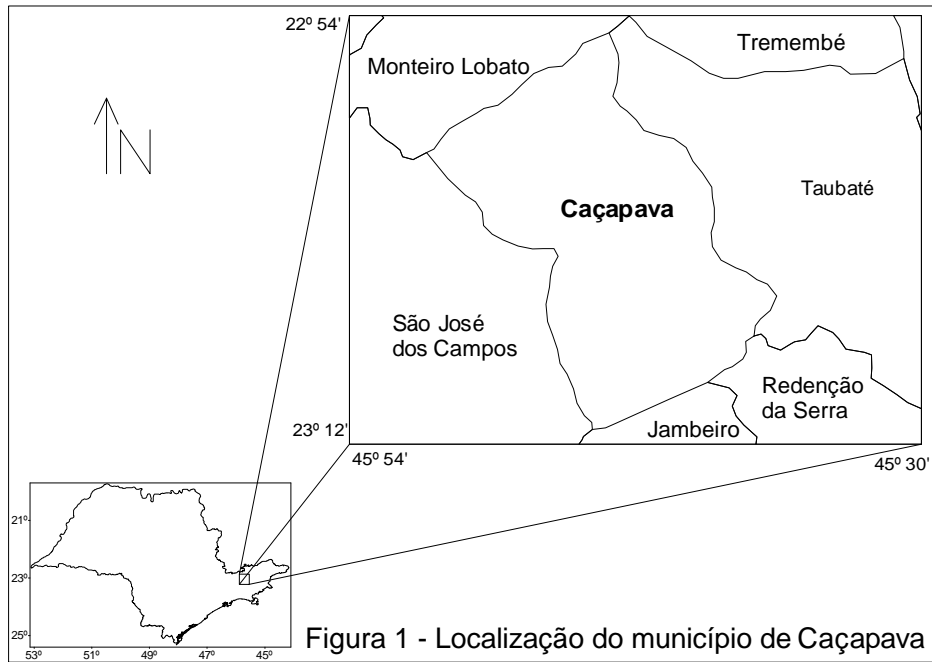 22º 54'
Tremembé
Monteiro Lobato
N
Taubaté
Caçapava
São José
dos Campos
Redenção
da Serra
23º 12'
Jambeiro
45º 54'
45º 30'
21º
23º
25º
53º
51º
49º
47º
45º
Figura 1 - Localização do município de Caçapava